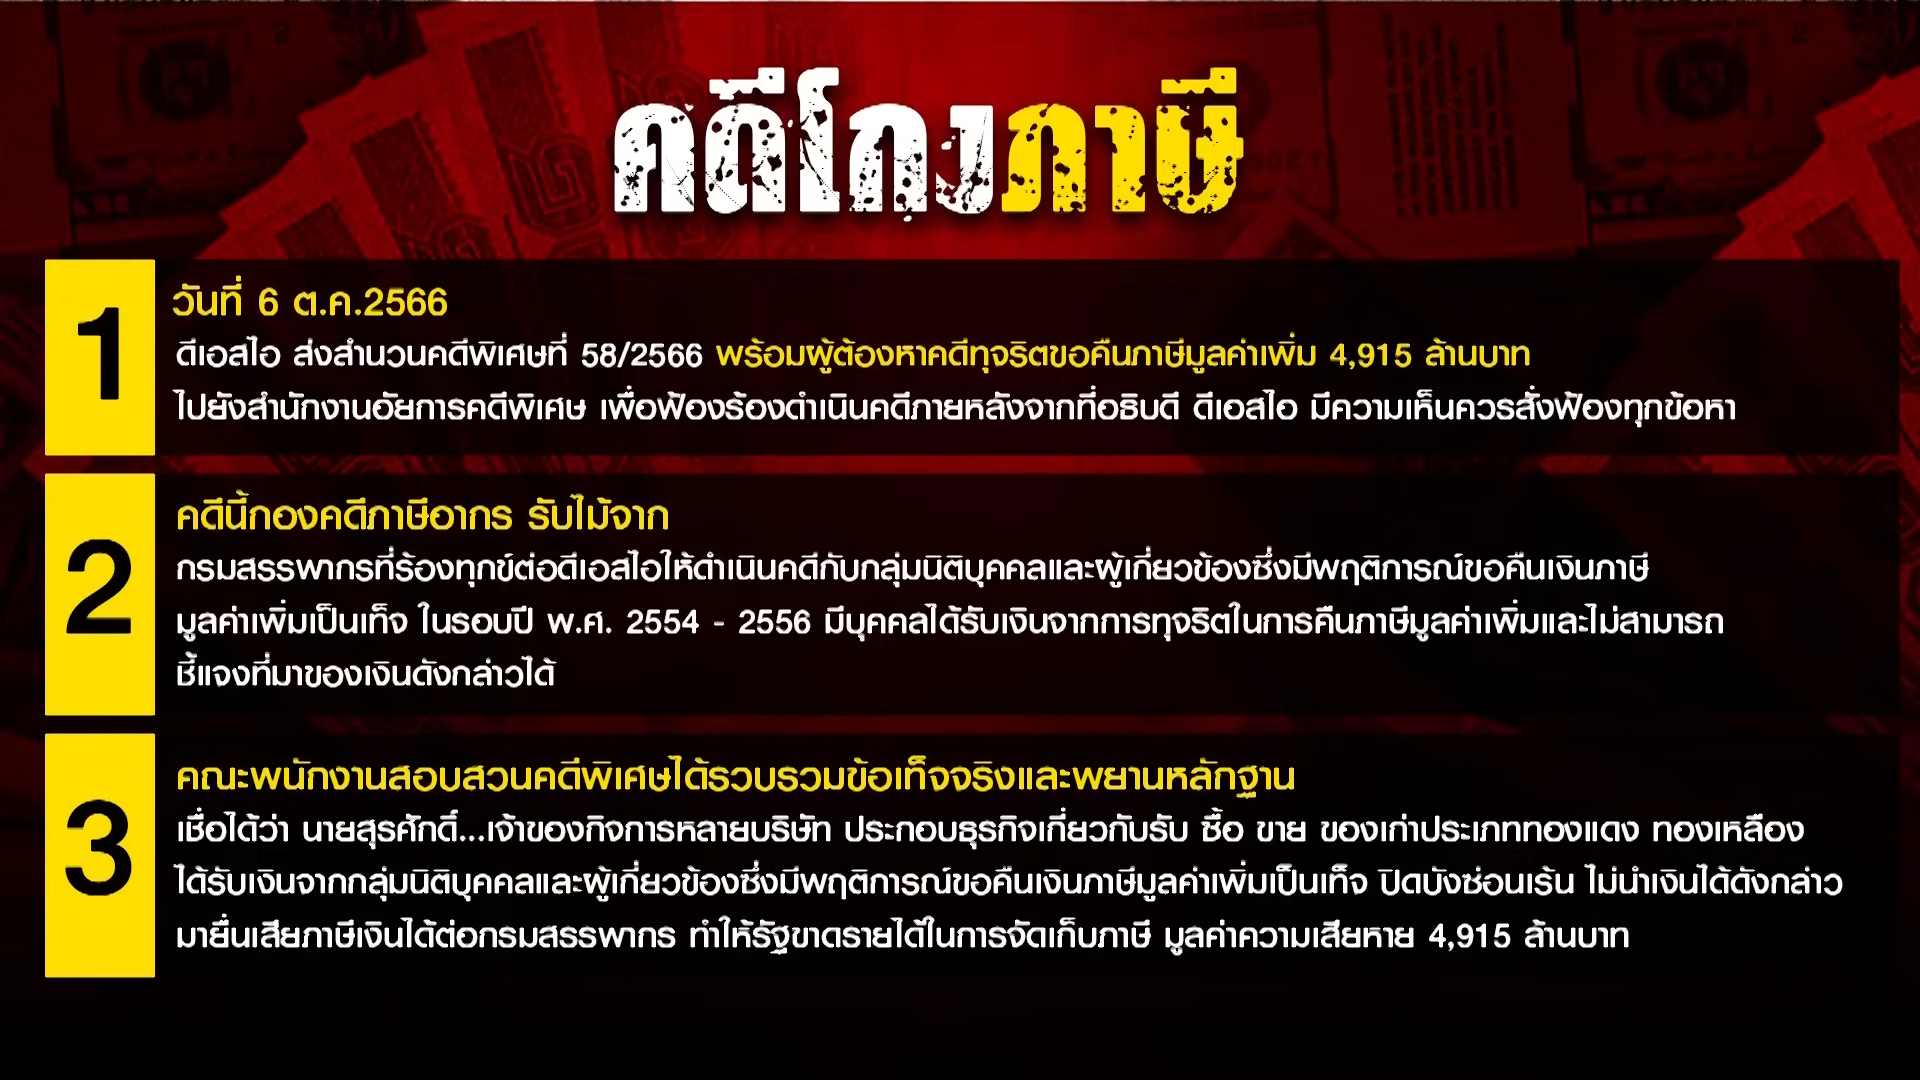 คดีโกงภาษี
1
วันที่ 6 ต.ค.2566
ดีเอสไอ ส่งสำนวนคดีพิเศษที่ 58/2566 พร้อมผู้ต้องหาคดีทุจริตขอคืนภาษีมูลค่าเพิ่ม 4,915 ล้านบาท
ไปยังสำนักงานอัยการคดีพิเศษ เพื่อฟ้องร้องดำเนินคดีภายหลังจากที่อธิบดี ดีเอสไอ มีความเห็นควรสั่งฟ้องทุกข้อหา
2
คดีนี้กองคดีภาษีอากร รับไม้จาก
กรมสรรพากรที่ร้องทุกข์ต่อดีเอสไอให้ดำเนินคดีกับกลุ่มนิติบุคคลและผู้เกี่ยวข้องซึ่งมีพฤติการณ์ขอคืนเงินภาษี
มูลค่าเพิ่มเป็นเท็จ ในรอบปี พ.ศ. 2554 - 2556 มีบุคคลได้รับเงินจากการทุจริตในการคืนภาษีมูลค่าเพิ่มและไม่สามารถ
ชี้แจงที่มาของเงินดังกล่าวได้
3
คณะพนักงานสอบสวนคดีพิเศษได้รวบรวมข้อเท็จจริงและพยานหลักฐาน
เชื่อได้ว่า นายสุรศักดิ์...เจ้าของกิจการหลายบริษัท ประกอบธุรกิจเกี่ยวกับรับ ซื้อ ขาย ของเก่าประเภททองแดง ทองเหลือง
ได้รับเงินจากกลุ่มนิติบุคคลและผู้เกี่ยวข้องซึ่งมีพฤติการณ์ขอคืนเงินภาษีมูลค่าเพิ่มเป็นเท็จ ปิดบังซ่อนเร้น ไม่นำเงินได้ดังกล่าว
มายื่นเสียภาษีเงินได้ต่อกรมสรรพากร ทำให้รัฐขาดรายได้ในการจัดเก็บภาษี มูลค่าความเสียหาย 4,915 ล้านบาท